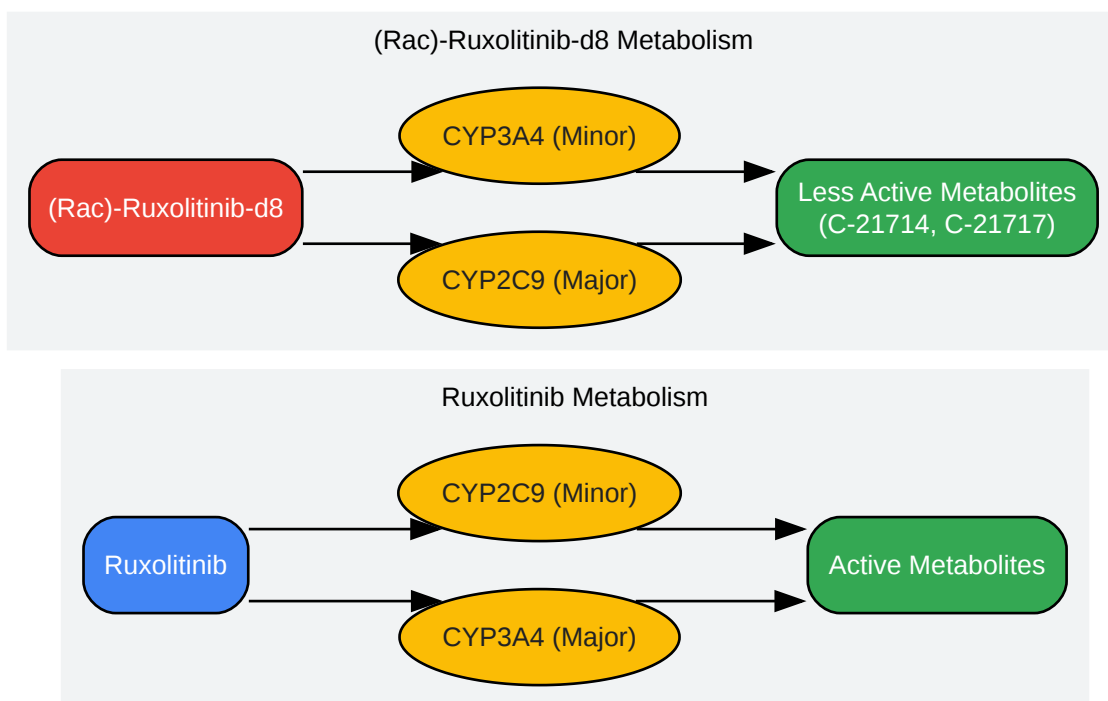 (Rac)-Ruxolitinib-d8 Metabolism
CYP3A4 (Minor)
(Rac)-Ruxolitinib-d8
Less Active Metabolites
(C-21714, C-21717)
CYP2C9 (Major)
Ruxolitinib Metabolism
CYP2C9 (Minor)
Ruxolitinib
Active Metabolites
CYP3A4 (Major)